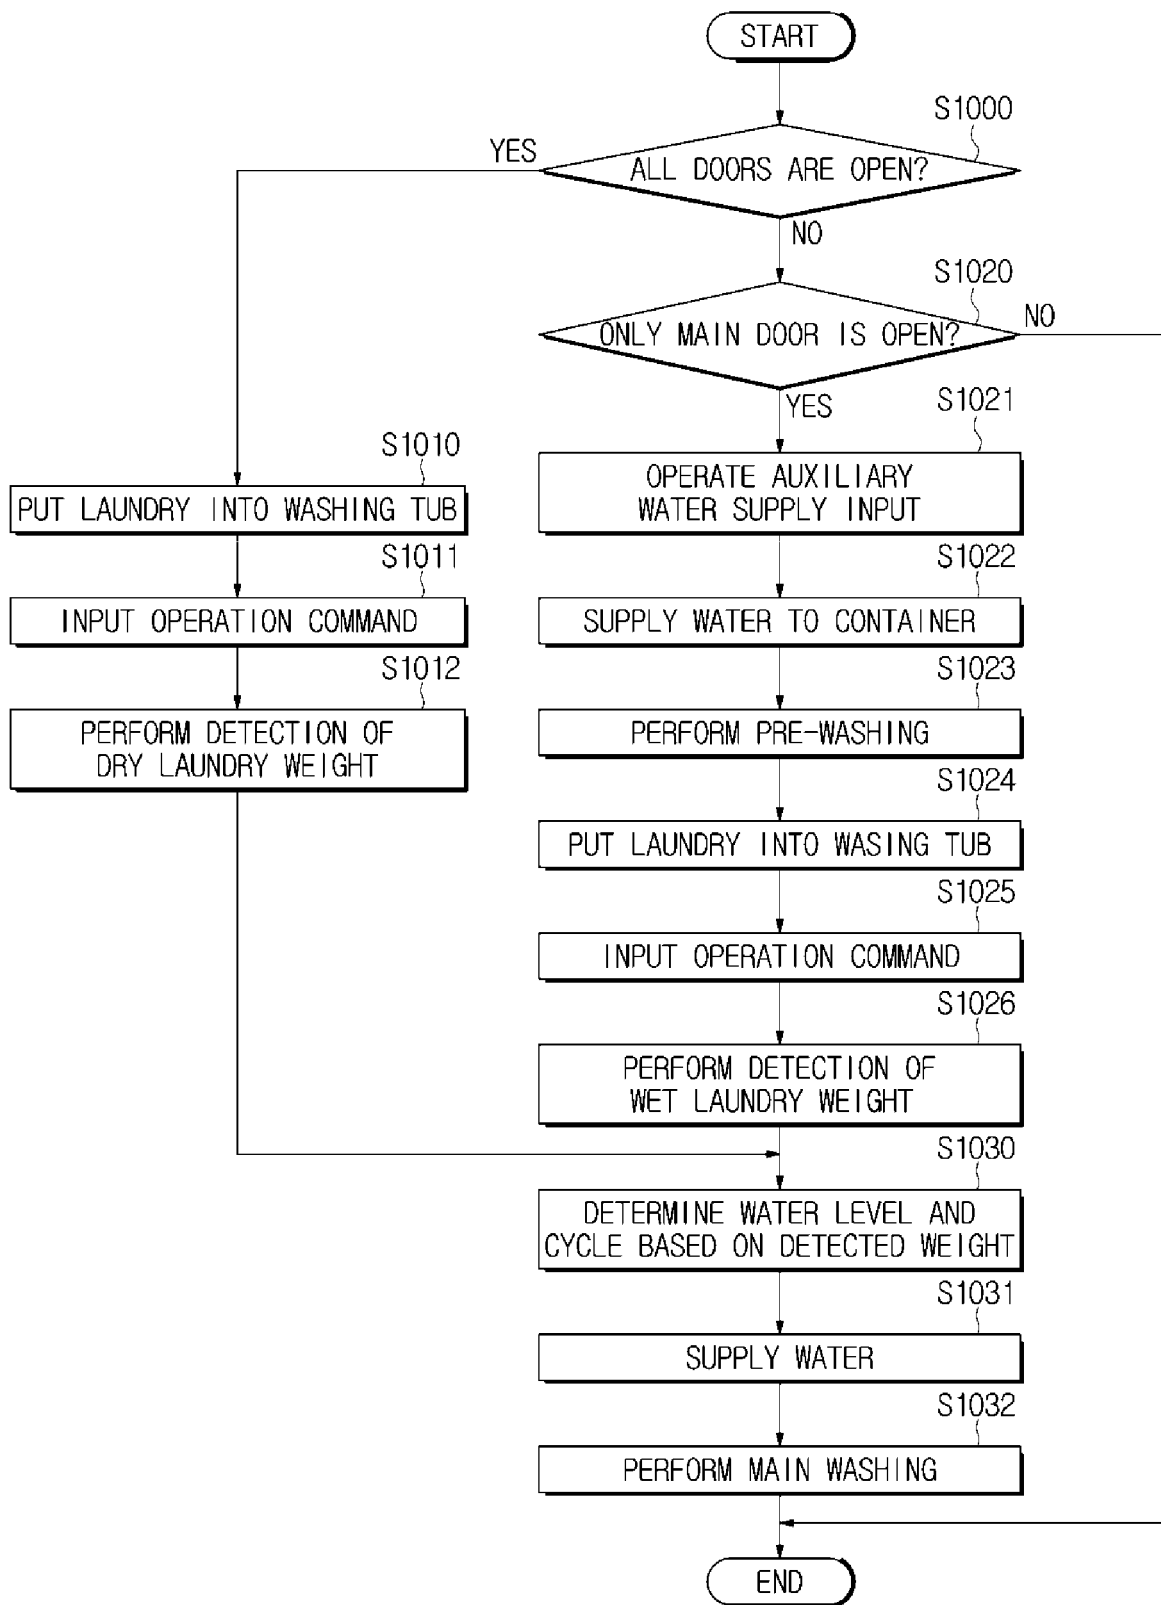 START
S1000
YES
ALL DOORS ARE OPEN?
NO
S1020
NO
ONLY MAIN DOOR IS OPEN?
YES
S1021
OPERATE AUXILIARY
WATER SUPPLY INPUT
S1010
PUT LAUNDRY INTO WASHING TUB
S1011
INPUT OPERATION COMMAND
S1012
PERFORM DETECTION OF
DRY LAUNDRY WEIGHT
S1022
SUPPLY WATER TO CONTAINER
S1023
PERFORM PRE-WASHING
S1024
PUT LAUNDRY INTO WASING TUB
S1025
INPUT OPERATION COMMAND
S1026
PERFORM DETECTION OF
WET LAUNDRY WEIGHT
S1030
DETERMINE WATER LEVEL AND
CYCLE BASED ON DETECTED WEIGHT
S1031
SUPPLY WATER
S1032
PERFORM MAIN WASHING
END